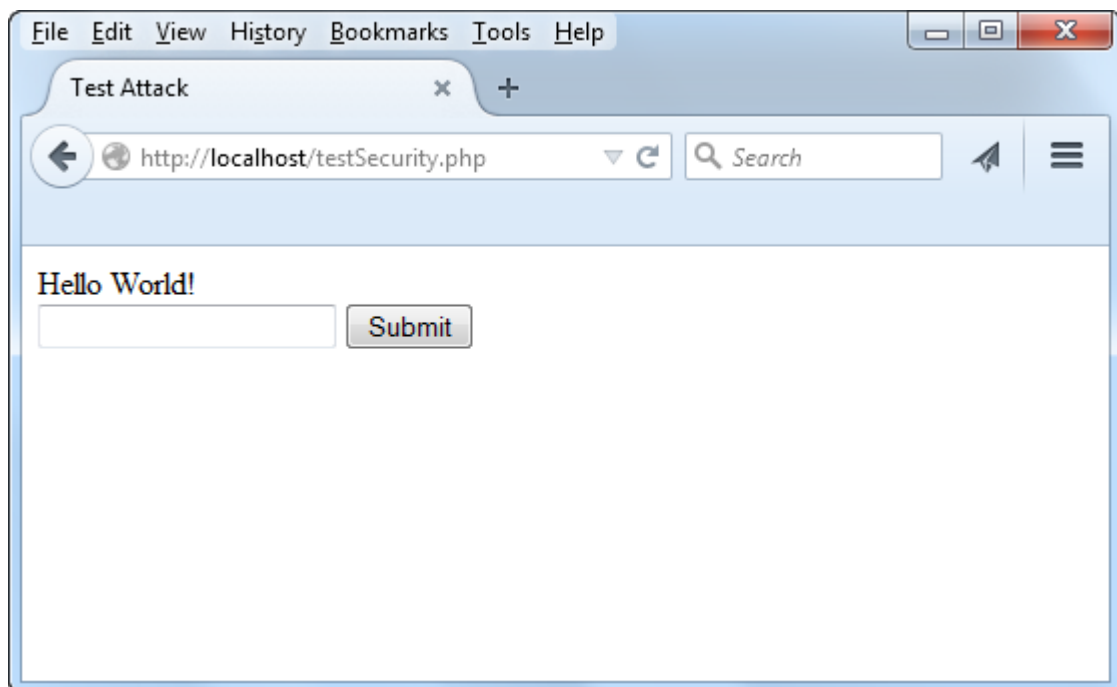 File Edit View History Bookmarks Tools Help
Test Attack
http://localhost/testSecurity.php Search
Hello World!
Submit